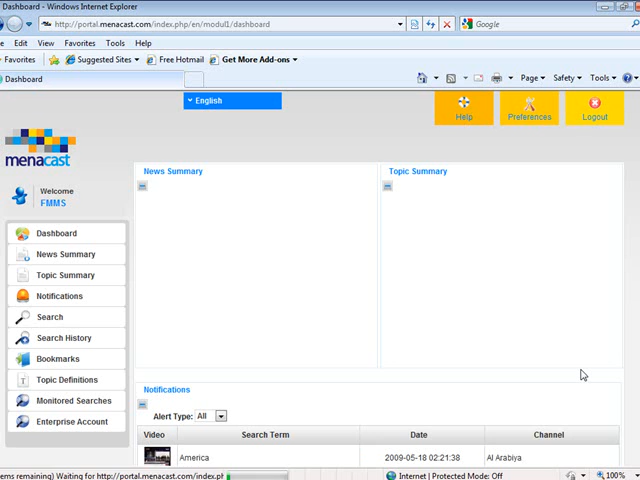 Dashboard - Windows Internet Explorer
http://portal.menacast.com/index.php/en/modul1/dashboard
Google
Edit View Favorites Tools Help
Favorites Suggested Sites Free Hotmail Get More Add-ons
Dashboard
Page Safety Tools
English
Help Preferences Logout
menacast
Welcome
FMMS
News Summary Topic Summary
Dashboard
News Summary
Topic Summary
Notifications
Search
Search History
Bookmarks
Topic Definitions
Monitored Searches
Enterprise Account
Notifications
Alert Type: All
Video Search Term Date Channel
America 2009-05-18 02:21:38 Al Arabiya
ems remaining) Waiting for http://portal.menacast.com/index.ph
Internet | Protected Mode: Off
100%